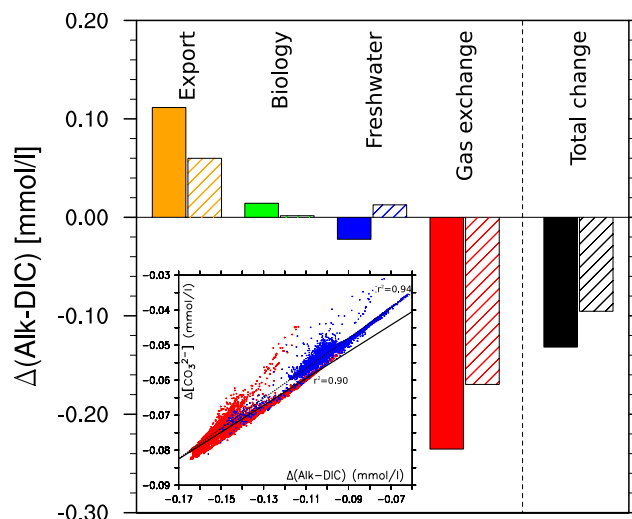 0.20
0.10
0.00
-0.10
-0.20
-0.30
Δ(Alk-DIC) [mmol/l]
Export
Biology
Freshwater
Gas exchange
Total change
-0.03
-0.04
-0.05
-0.06
-0.07
-0.08
-0.09
Δ[CO₃²⁻] (mmol/l)
r²=0.94
r²=0.90
Δ(Alk-DIC) (mmol/l)
-0.17 -0.15 -0.13 -0.11 -0.09 -0.07